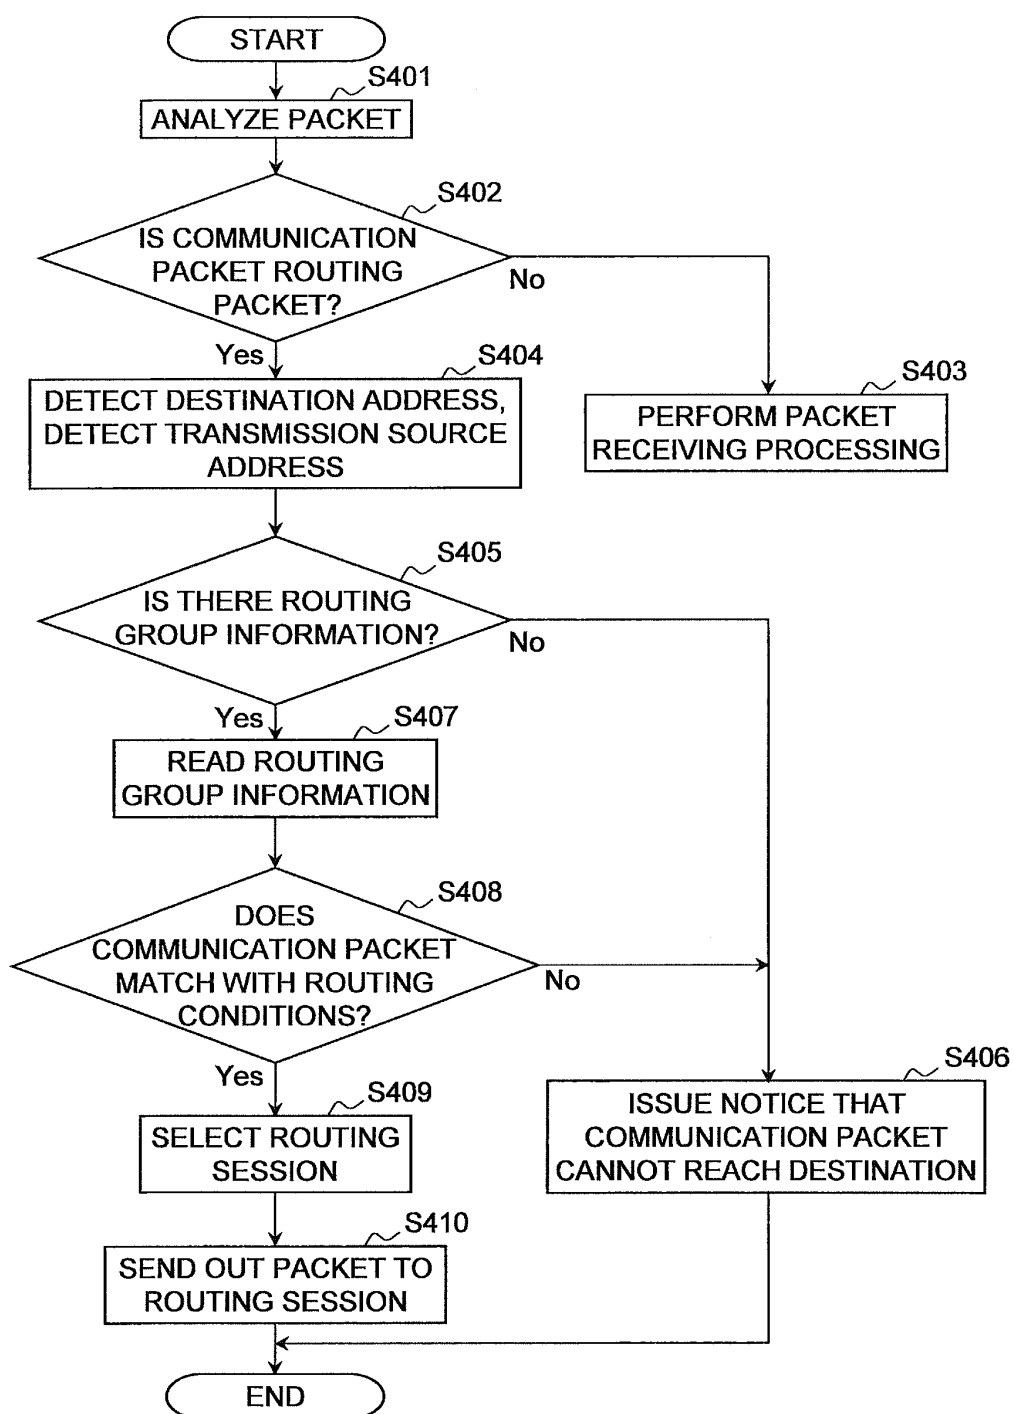 START
S401
ANALYZE PACKET
S402
IS COMMUNICATION
PACKET ROUTING
PACKET?
No
Yes
S404
DETECT DESTINATION ADDRESS,
DETECT TRANSMISSION SOURCE
ADDRESS
S403
PERFORM PACKET
RECEIVING PROCESSING
S405
IS THERE ROUTING
GROUP INFORMATION?
No
Yes
S407
READ ROUTING
GROUP INFORMATION
S408
DOES
COMMUNICATION PACKET
MATCH WITH ROUTING
CONDITIONS?
No
Yes
S409
SELECT ROUTING
SESSION
S406
ISSUE NOTICE THAT
COMMUNICATION PACKET
CANNOT REACH DESTINATION
S410
SEND OUT PACKET TO
ROUTING SESSION
END